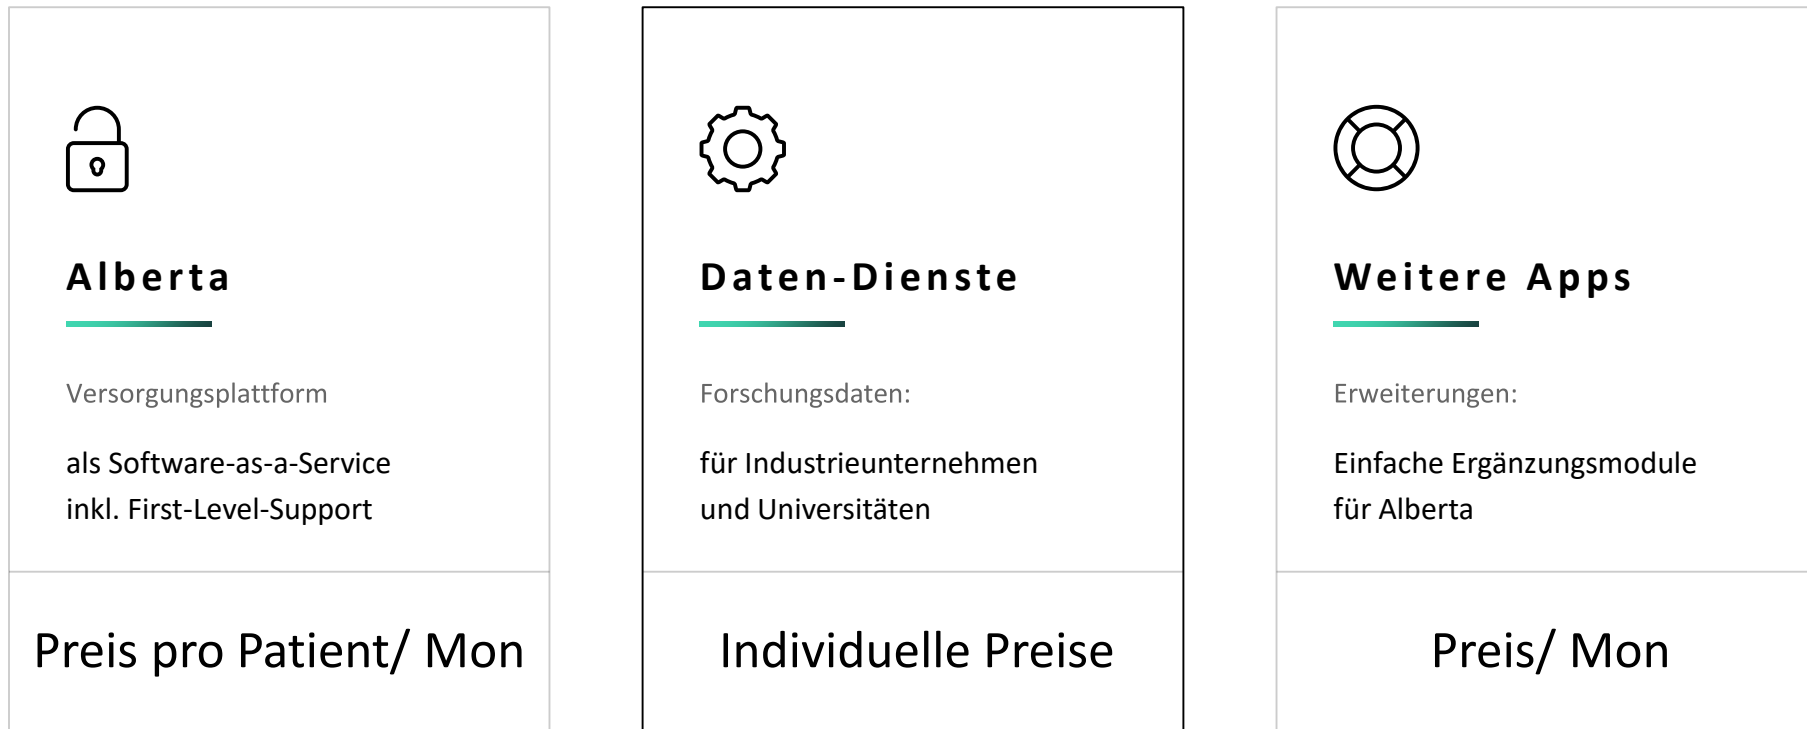 Alberta
Versorgungsplattform
als Software-as-a-Service
inkl. First-Level-Support
Preis pro Patient/ Mon
Daten-Dienste
Forschungsdaten:
für Industrieunternehmen
und Universitäten
Individuelle Preise
Weitere Apps
Erweiterungen:
Einfache Ergänzungsmodule
für Alberta
Preis/ Mon